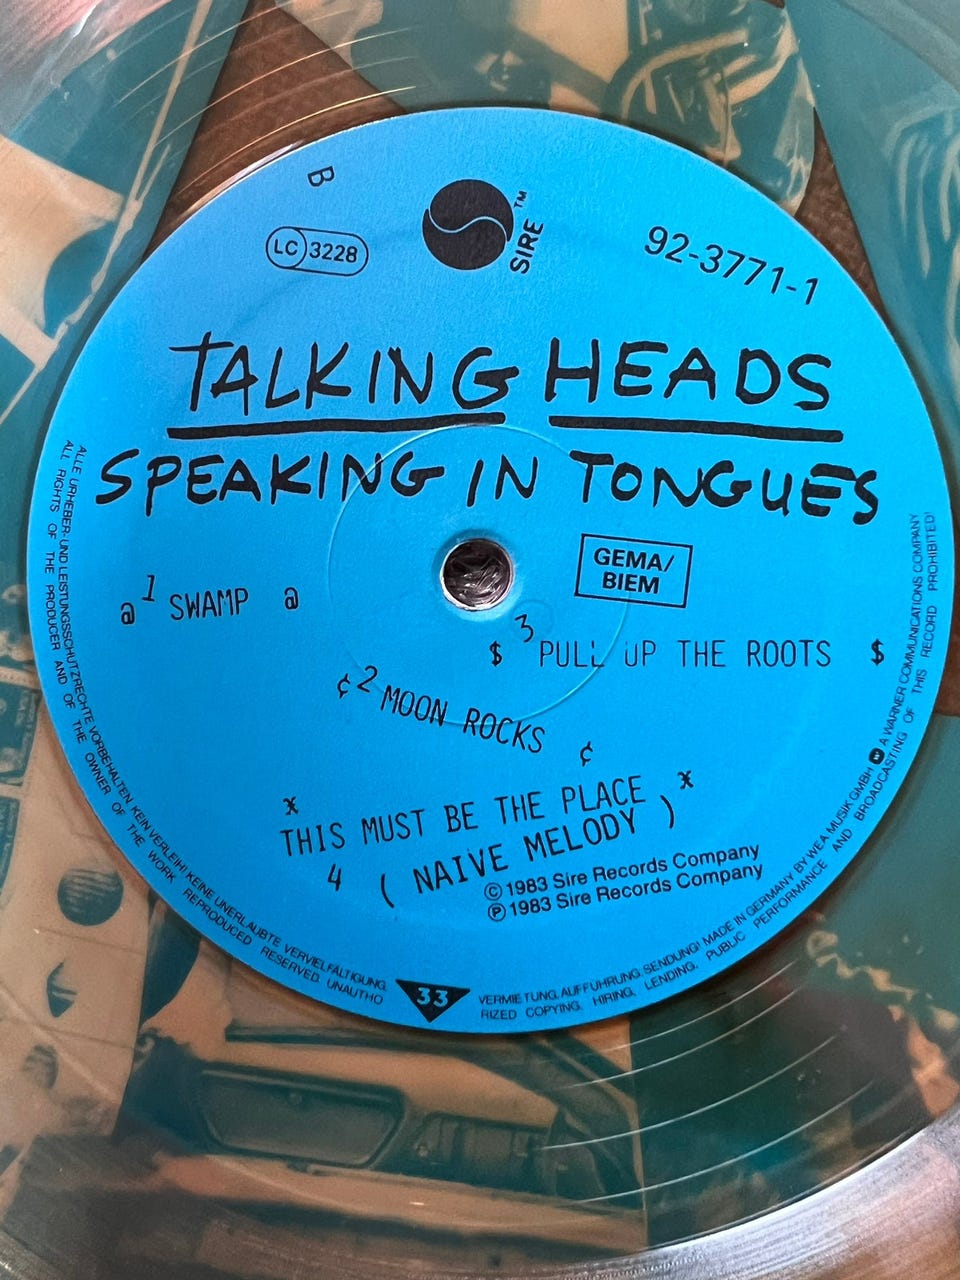 B
LC 3228
SIRE™
92-3771-1
TALKING HEADS
SPEAKING IN TONGUES
GEMA/
BIEM
a 1 SWAMP a
$ 3 PULL UP THE ROOTS $
¢ 2 MOON ROCKS ¢
* THIS MUST BE THE PLACE *
4 ( NAIVE MELODY )
© 1983 Sire Records Company
℗ 1983 Sire Records Company
33
ALLE URHEBER- UND LEISTUNGSSCHUTZRECHTE VORBEHALTEN. KEIN VERLEIH! KEINE UNERLAUBTE VERVIELFÄLTIGUNG, VERMIETUNG, AUFFÜHRUNG, SENDUNG! MADE IN GERMANY BY WEA MUSIK GMBH A WARNER COMMUNICATIONS COMPANY
ALL RIGHTS OF THE PRODUCER AND OF THE OWNER OF THE WORK REPRODUCED RESERVED. UNAUTHORIZED COPYING, HIRING, LENDING, PUBLIC PERFORMANCE AND BROADCASTING OF THIS RECORD PROHIBITED!